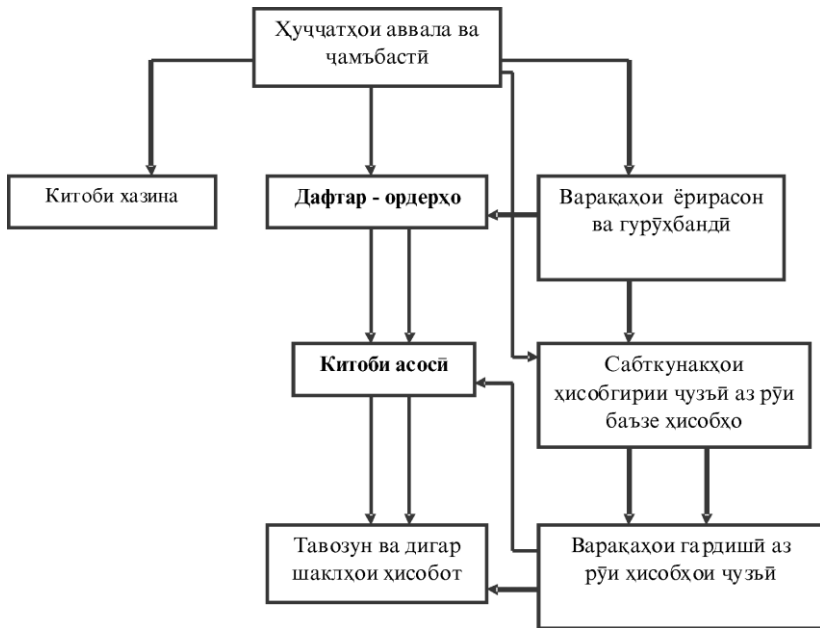 Ҳуҷҷатҳои аввала ва
ҷамъбастӣ
Китоби хазина
Дафтар - ордерҳо
Варақаҳои ёрирасон
ва гурӯҳбандӣ
Китоби асосӣ
Сабткунакҳои
ҳисобгирии ҷузъӣ аз рӯи
баъзе ҳисобҳо
Тавозун ва дигар
шаклҳои ҳисобот
Варақаҳои гардишӣ аз
рӯи ҳисобҳои ҷузъӣ